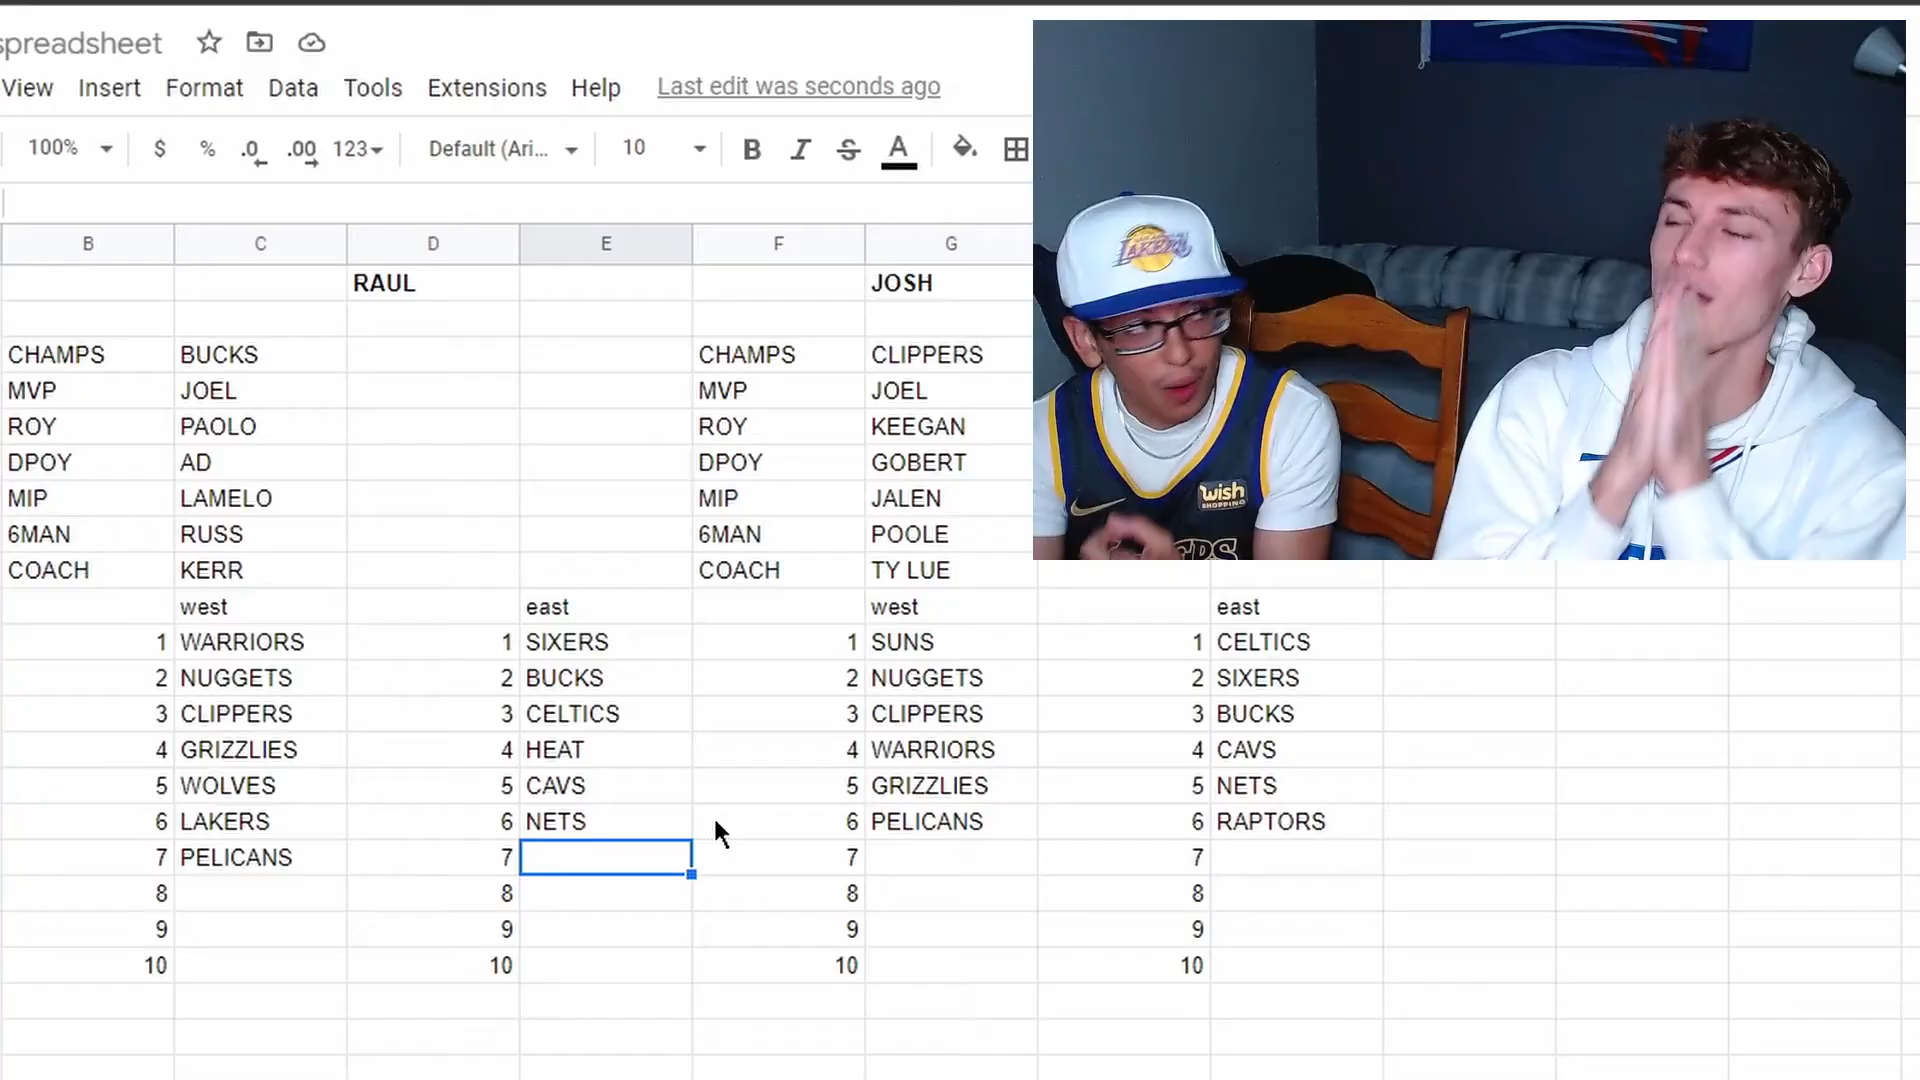 spreadsheet
View Insert Format Data Tools Extensions Help Last edit was seconds ago
100% $ % .0 .00 123 Default (Ari... 10 B I S A
B C D E F G
RAUL JOSH
CHAMPS BUCKS CHAMPS CLIPPERS
MVP JOEL MVP JOEL
ROY PAOLO ROY KEEGAN
DPOY AD DPOY GOBERT
MIP LAMELO MIP JALEN
6MAN RUSS 6MAN POOLE
COACH KERR COACH TY LUE
west east west east
1 WARRIORS 1 SIXERS 1 SUNS 1 CELTICS
2 NUGGETS 2 BUCKS 2 NUGGETS 2 SIXERS
3 CLIPPERS 3 CELTICS 3 CLIPPERS 3 BUCKS
4 GRIZZLIES 4 HEAT 4 WARRIORS 4 CAVS
5 WOLVES 5 CAVS 5 GRIZZLIES 5 NETS
6 LAKERS 6 NETS 6 PELICANS 6 RAPTORS
7 PELICANS 7 7 7
8 8 8 8
9 9 9 9
10 10 10 10
LAKERS
wish
SHOPPING